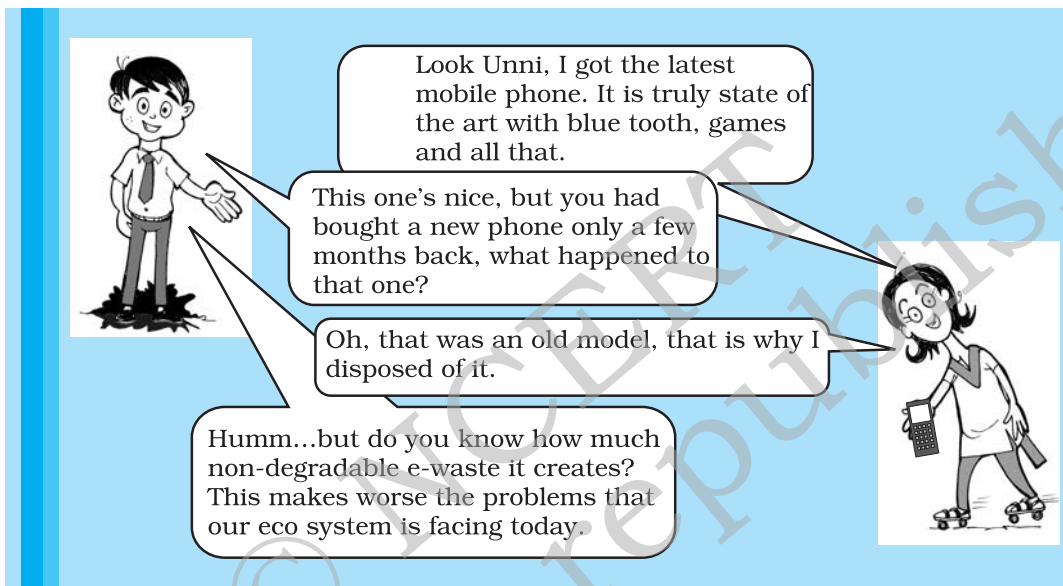 Look Unni, I got the latest
mobile phone. It is truly state of
the art with blue tooth, games
and all that.
This one's nice, but you had
bought a new phone only a few
months back, what happened to
that one?
Oh, that was an old model, that is why I
disposed of it.
Humm...but do you know how much
non-degradable e-waste it creates?
This makes worse the problems that
our eco system is facing today.
© NCERT
republish